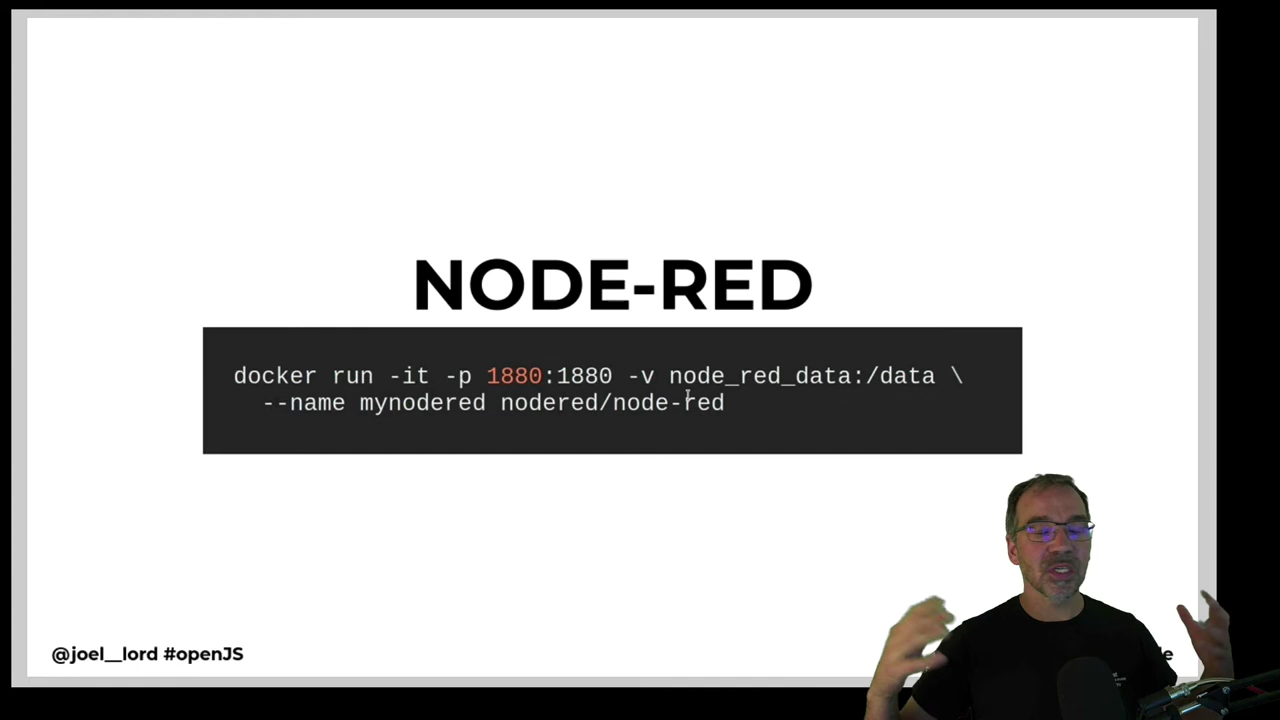 NODE-RED
docker run -it -p 1880:1880 -v node_red_data:/data \
--name mynodered nodered/node-red
@joel__lord #openJS